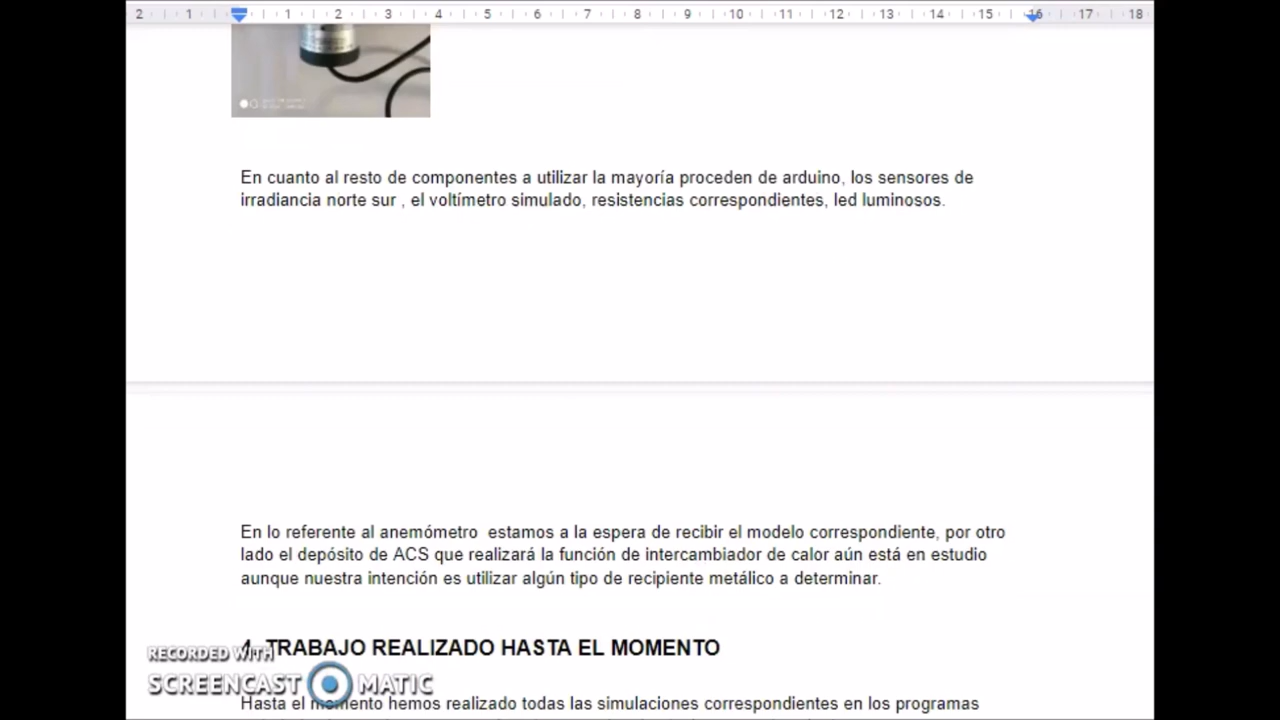 2 1 1 2 3 4 5 6 7 8 9 10 11 12 13 14 15 16 17 18
En cuanto al resto de componentes a utilizar la mayoría proceden de arduino, los sensores de
irradiancia norte sur , el voltímetro simulado, resistencias correspondientes, led luminosos.
En lo referente al anemómetro  estamos a la espera de recibir el modelo correspondiente, por otro
lado el depósito de ACS que realizará la función de intercambiador de calor aún está en estudio
aunque nuestra intención es utilizar algún tipo de recipiente metálico a determinar.
4. TRABAJO REALIZADO HASTA EL MOMENTO
RECORDED WITH
SCREENCAST MATIC
Hasta el momento hemos realizado todas las simulaciones correspondientes en los programas